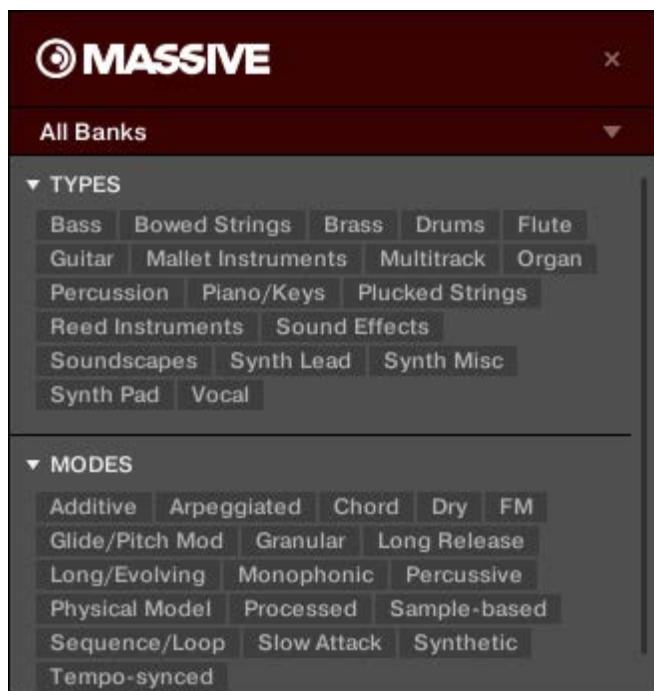 MASSIVE
All Banks
TYPES
Bass Bowed Strings Brass Drums Flute
Guitar Mallet Instruments Multitrack Organ
Percussion Piano/Keys Plucked Strings
Reed Instruments Sound Effects
Soundscapes Synth Lead Synth Misc
Synth Pad Vocal
MODES
Additive Arpeggiated Chord Dry FM
Glide/Pitch Mod Granular Long Release
Long/Evolving Monophonic Percussive
Physical Model Processed Sample-based
Sequence/Loop Slow Attack Synthetic
Tempo-synced